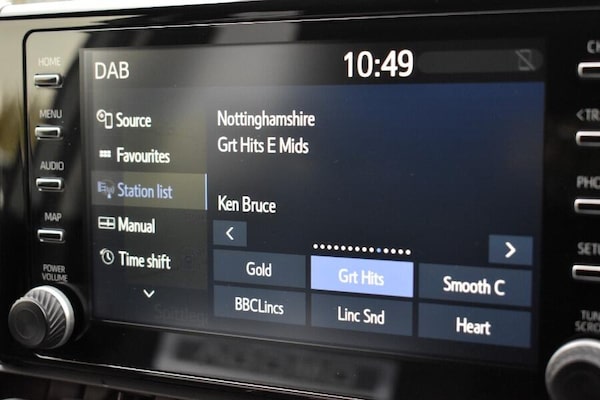 HOME
MENU
AUDIO
MAP
POWER
VOLUME
DAB
10:49
Source
Favourites
Station list
Manual
Time shift
Nottinghamshire
Grt Hits E Mids
Ken Bruce
<
>
Gold
Grt Hits
Smooth C
BBCLincs
Linc Snd
Heart